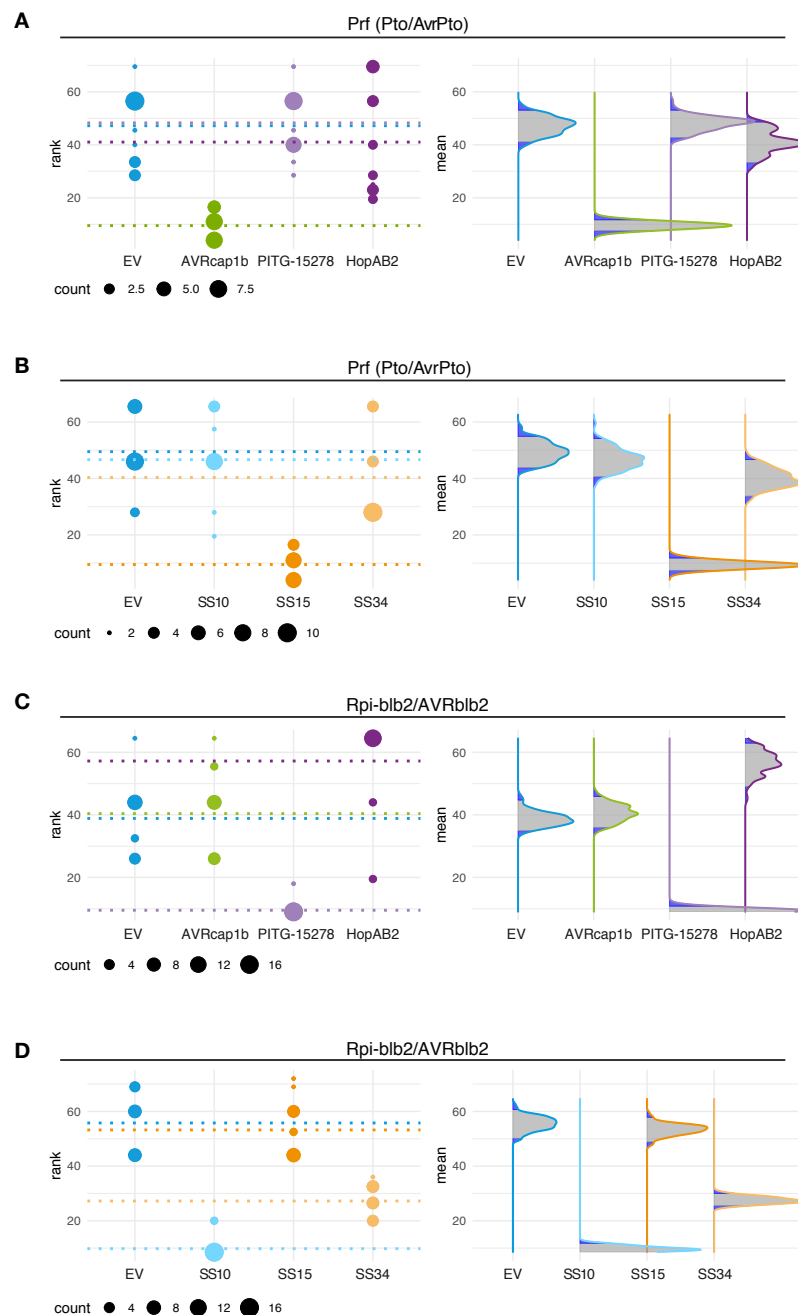 A
Prf (Pto/AvrPto)
rank
60
40
20
EV AVRcap1b PITG-15278 HopAB2
count 2.5 5.0 7.5
mean
60
40
20
EV AVRcap1b PITG-15278 HopAB2
B
Prf (Pto/AvrPto)
rank
60
40
20
EV SS10 SS15 SS34
count 2 4 6 8 10
mean
60
40
20
EV SS10 SS15 SS34
C
Rpi-blb2/AVRblb2
rank
60
40
20
EV AVRcap1b PITG-15278 HopAB2
count 4 8 12 16
mean
60
40
20
EV AVRcap1b PITG-15278 HopAB2
D
Rpi-blb2/AVRblb2
rank
60
40
20
EV SS10 SS15 SS34
count 4 8 12 16
mean
60
40
20
EV SS10 SS15 SS34